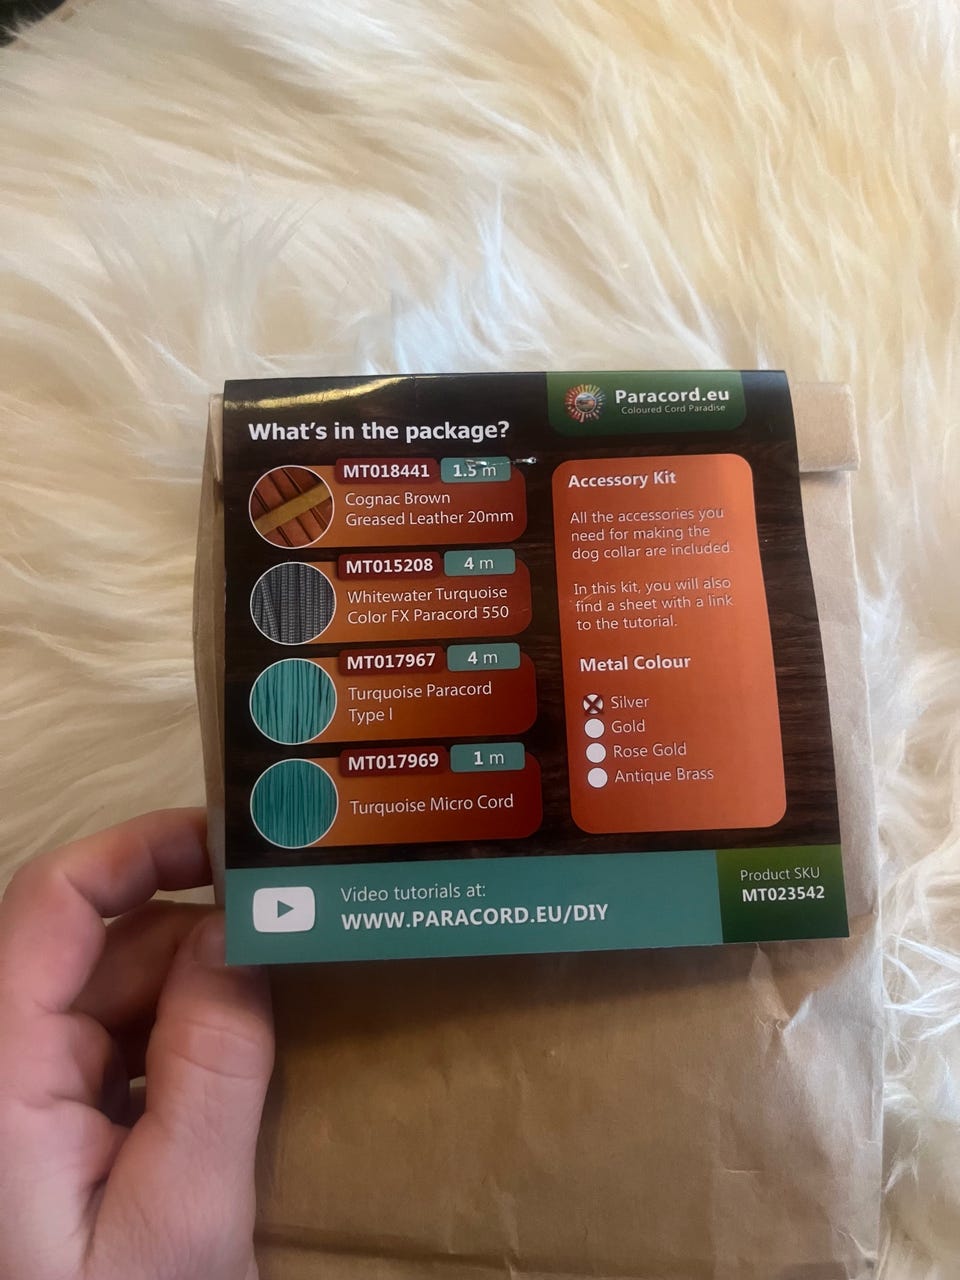 Paracord.eu
Coloured Cord Paradise
What's in the package?
MT018441 1.5 m
Cognac Brown
Greased Leather 20mm
MT015208 4 m
Whitewater Turquoise
Color FX Paracord 550
MT017967 4 m
Turquoise Paracord
Type I
MT017969 1 m
Turquoise Micro Cord
Accessory Kit
All the accessories you
need for making the
dog collar are included.
In this kit, you will also
find a sheet with a link
to the tutorial.
Metal Colour
Silver
Gold
Rose Gold
Antique Brass
Video tutorials at:
WWW.PARACORD.EU/DIY
Product SKU
MT023542